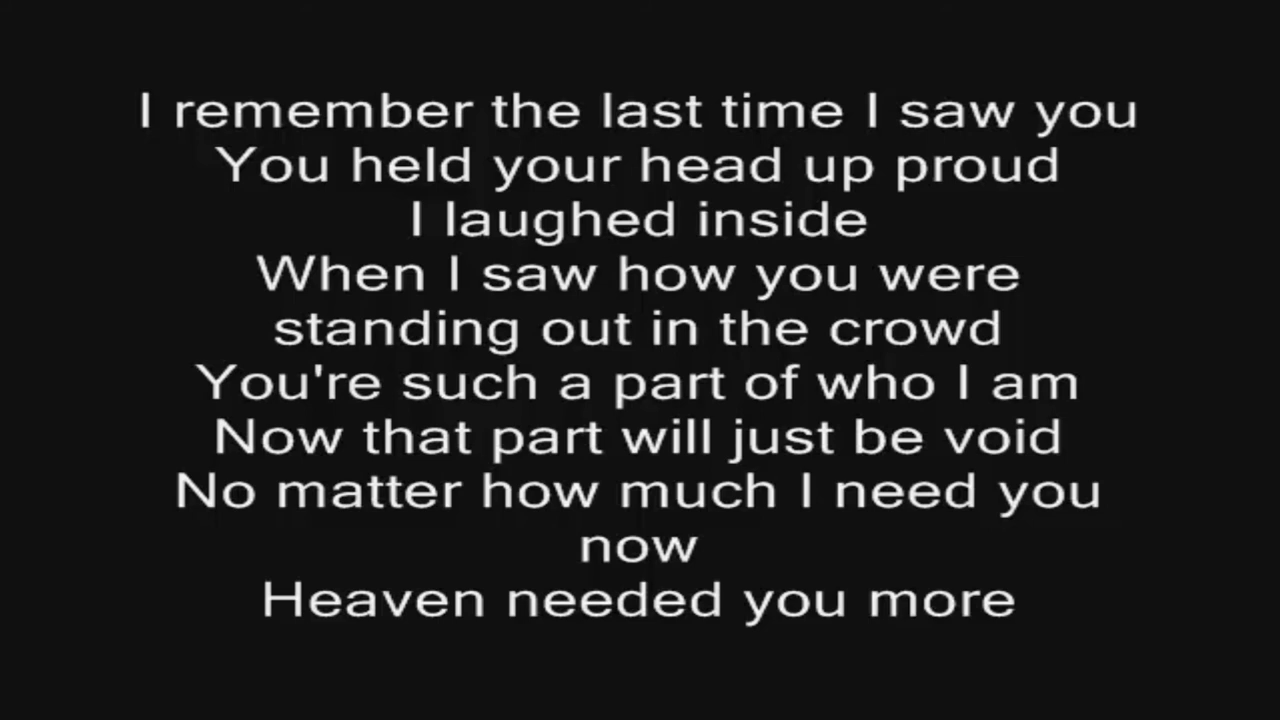 I remember the last time I saw you
You held your head up proud
I laughed inside
When I saw how you were
standing out in the crowd
You're such a part of who I am
Now that part will just be void
No matter how much I need you
now
Heaven needed you more